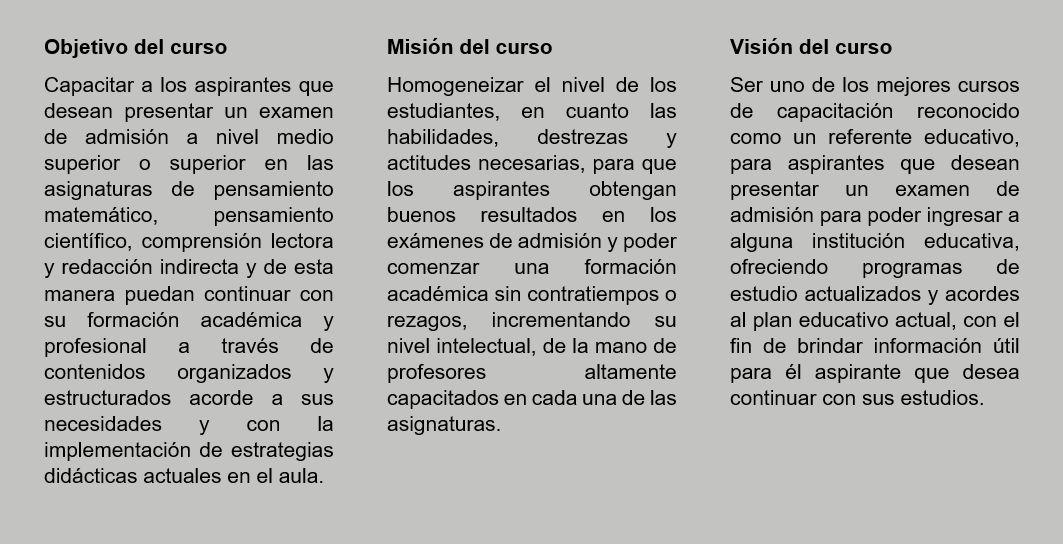 Objetivo del curso
Capacitar a los aspirantes que
desean presentar un examen
de admisión a nivel medio
superior o superior en las
asignaturas de pensamiento
matemático, pensamiento
científico, comprensión lectora
y redacción indirecta y de esta
manera puedan continuar con
su formación académica y
profesional a través de
contenidos organizados y
estructurados acorde a sus
necesidades y con la
implementación de estrategias
didácticas actuales en el aula.
Misión del curso
Homogeneizar el nivel de los
estudiantes, en cuanto las
habilidades, destrezas y
actitudes necesarias, para que
los aspirantes obtengan
buenos resultados en los
exámenes de admisión y poder
comenzar una formación
académica sin contratiempos o
rezagos, incrementando su
nivel intelectual, de la mano de
profesores altamente
capacitados en cada una de las
asignaturas.
Visión del curso
Ser uno de los mejores cursos
de capacitación reconocido
como un referente educativo,
para aspirantes que desean
presentar un examen de
admisión para poder ingresar a
alguna institución educativa,
ofreciendo programas de
estudio actualizados y acordes
al plan educativo actual, con el
fin de brindar información útil
para él aspirante que desea
continuar con sus estudios.